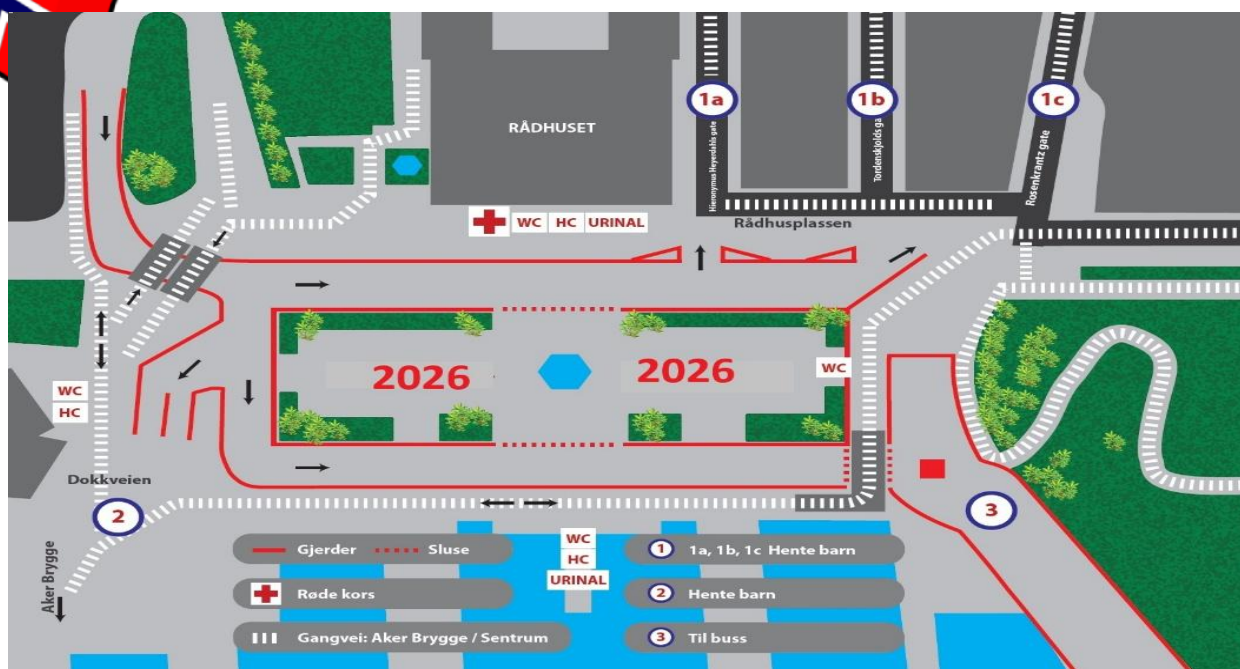 1a
1b
1c
RÅDHUSET
Hieronymus Heyerdahls gate
Tordenskjolds ga
Rosenkrantz gate
WC HC URINAL
Rådhusplassen
2026
2026
WC
WC
HC
Dokkveien
2
3
Aker Brygge
Gjerder
Sluse
Røde kors
Gangvei: Aker Brygge / Sentrum
WC
HC
URINAL
1 1a, 1b, 1c Hente barn
2 Hente barn
3 Til buss